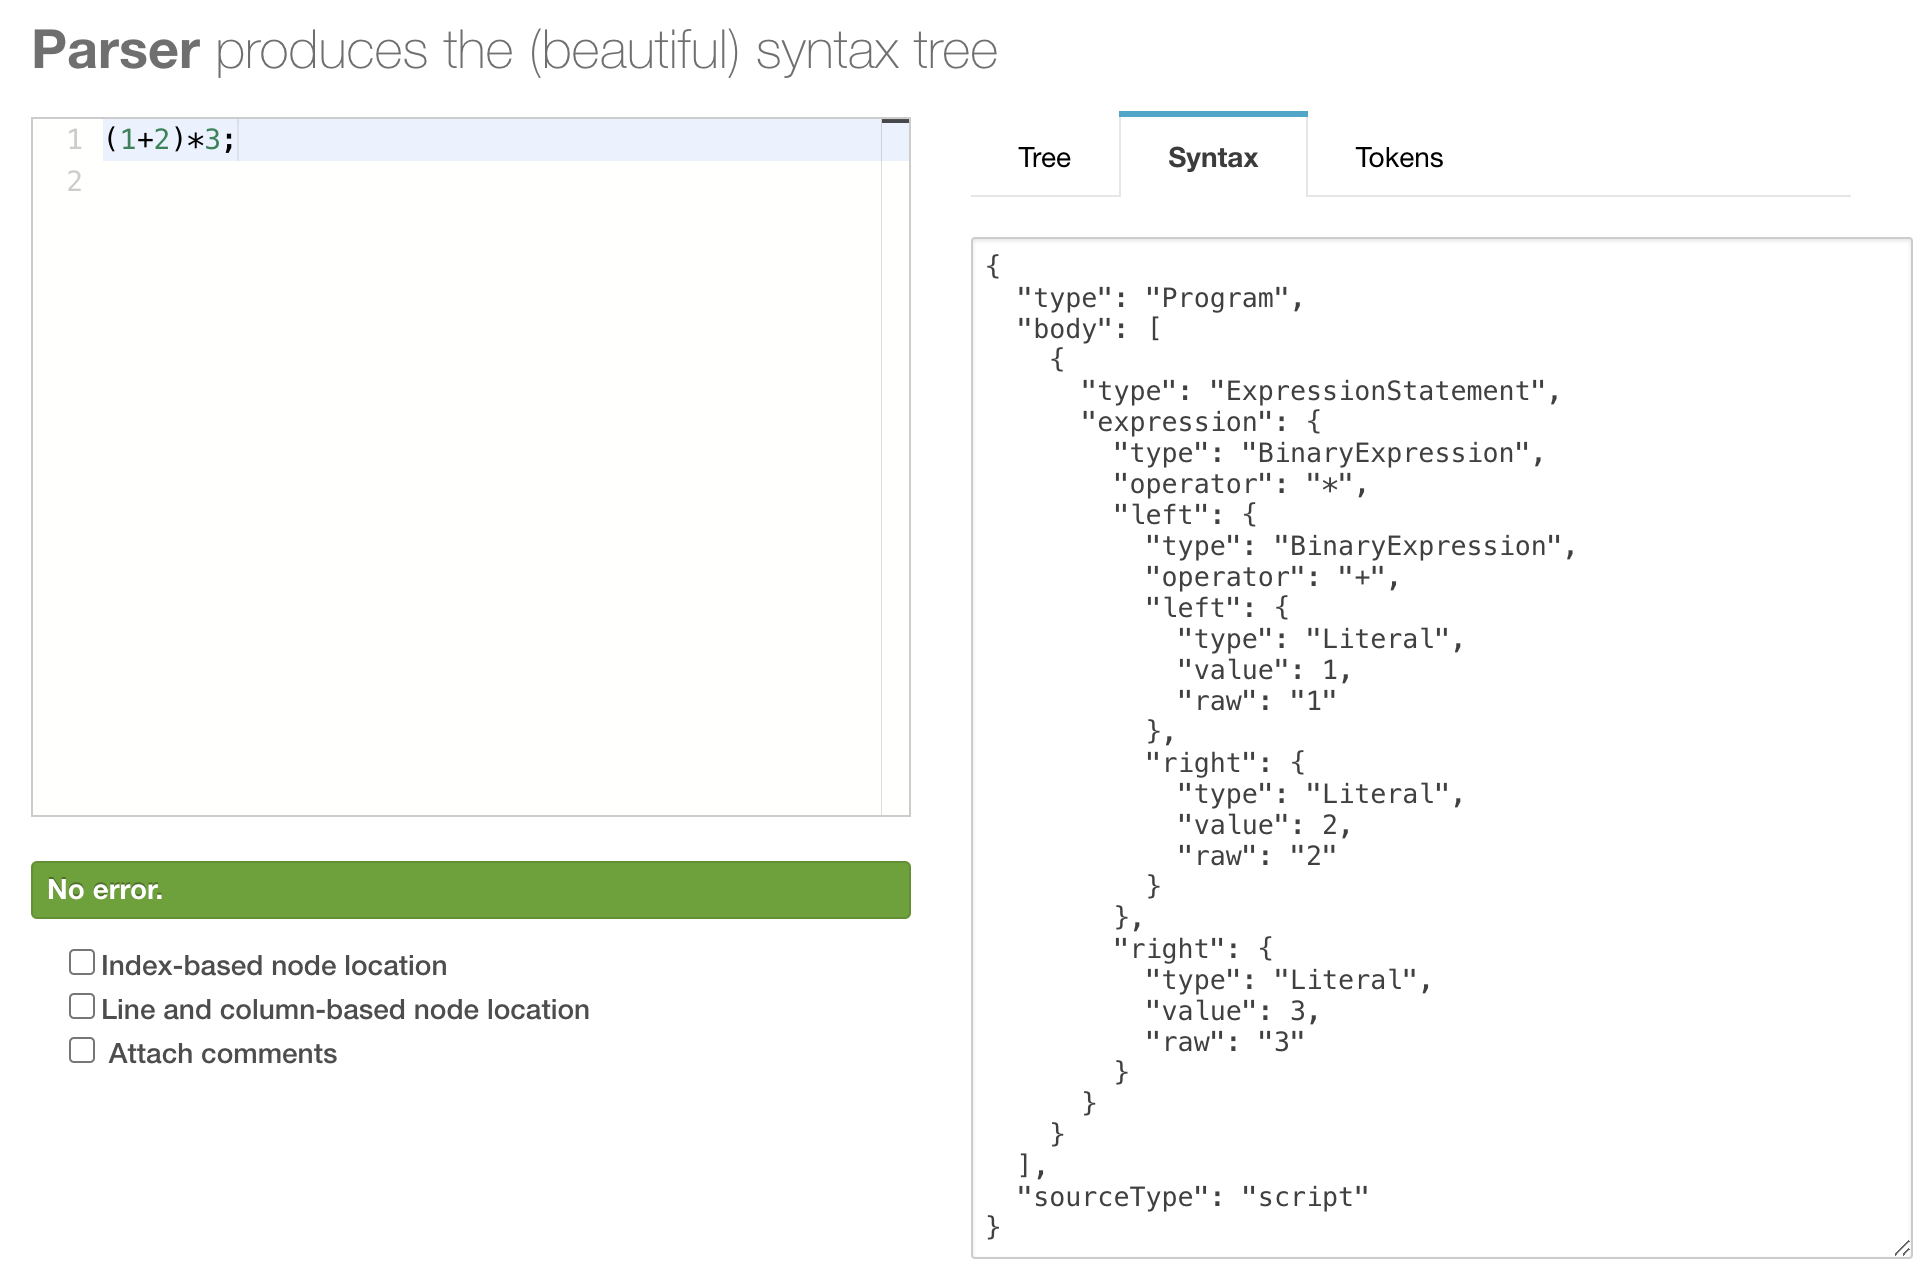 Parser produces the (beautiful) syntax tree
1 (1+2)*3;
2
No error.
Index-based node location
Line and column-based node location
Attach comments
Tree Syntax Tokens
{
  "type": "Program",
  "body": [
    {
      "type": "ExpressionStatement",
      "expression": {
        "type": "BinaryExpression",
        "operator": "*",
        "left": {
          "type": "BinaryExpression",
          "operator": "+",
          "left": {
            "type": "Literal",
            "value": 1,
            "raw": "1"
          },
          "right": {
            "type": "Literal",
            "value": 2,
            "raw": "2"
          }
        },
        "right": {
          "type": "Literal",
          "value": 3,
          "raw": "3"
        }
      }
    }
  ],
  "sourceType": "script"
}